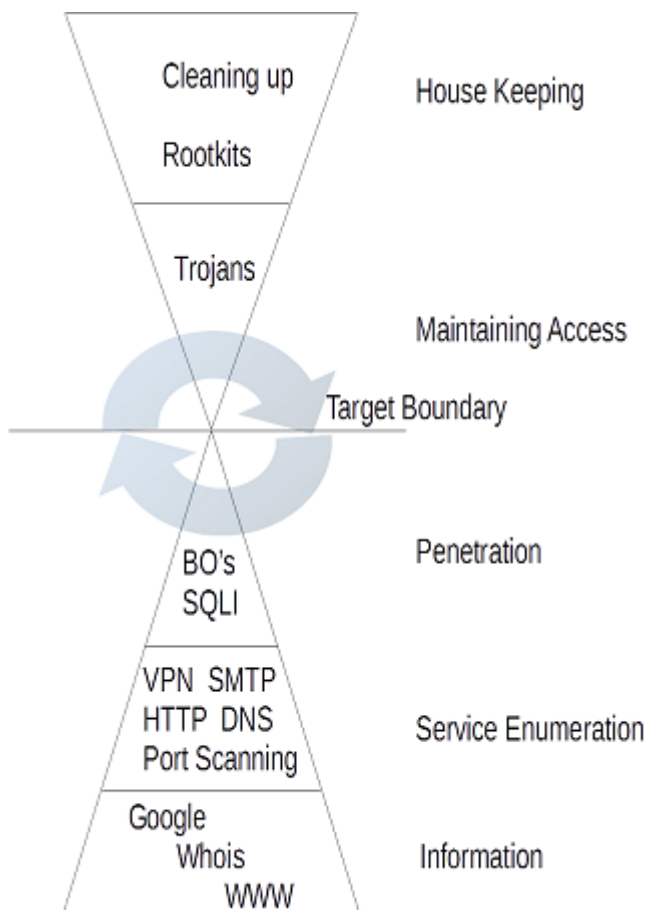 Cleaning up
House Keeping
Rootkits
Trojans
Maintaining Access
Target Boundary
Penetration
BO's
SQLI
VPN SMTP
HTTP DNS
Service Enumeration
Port Scanning
Google
Whois
Information
WWW